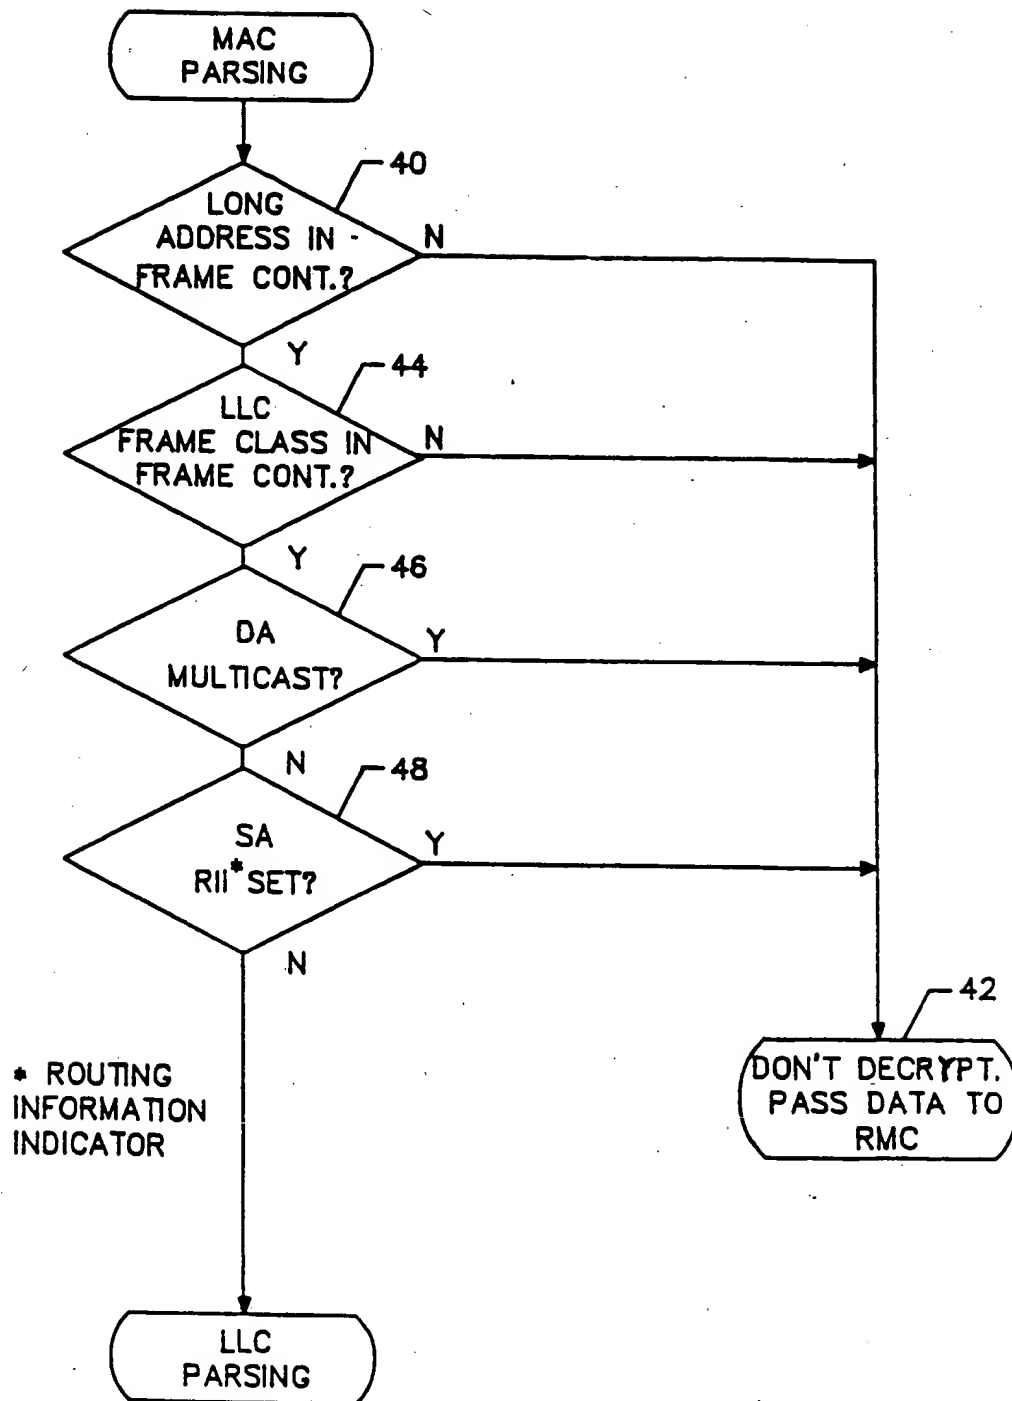 MAC
PARSING
40
LONG
ADDRESS IN
FRAME CONT.?
N
Y
44
LLC
FRAME CLASS IN
FRAME CONT.?
N
Y
46
DA
MULTICAST?
Y
N
48
SA
RII* SET?
Y
N
42
DON'T DECRYPT.
PASS DATA TO
RMC
* ROUTING
INFORMATION
INDICATOR
LLC
PARSING